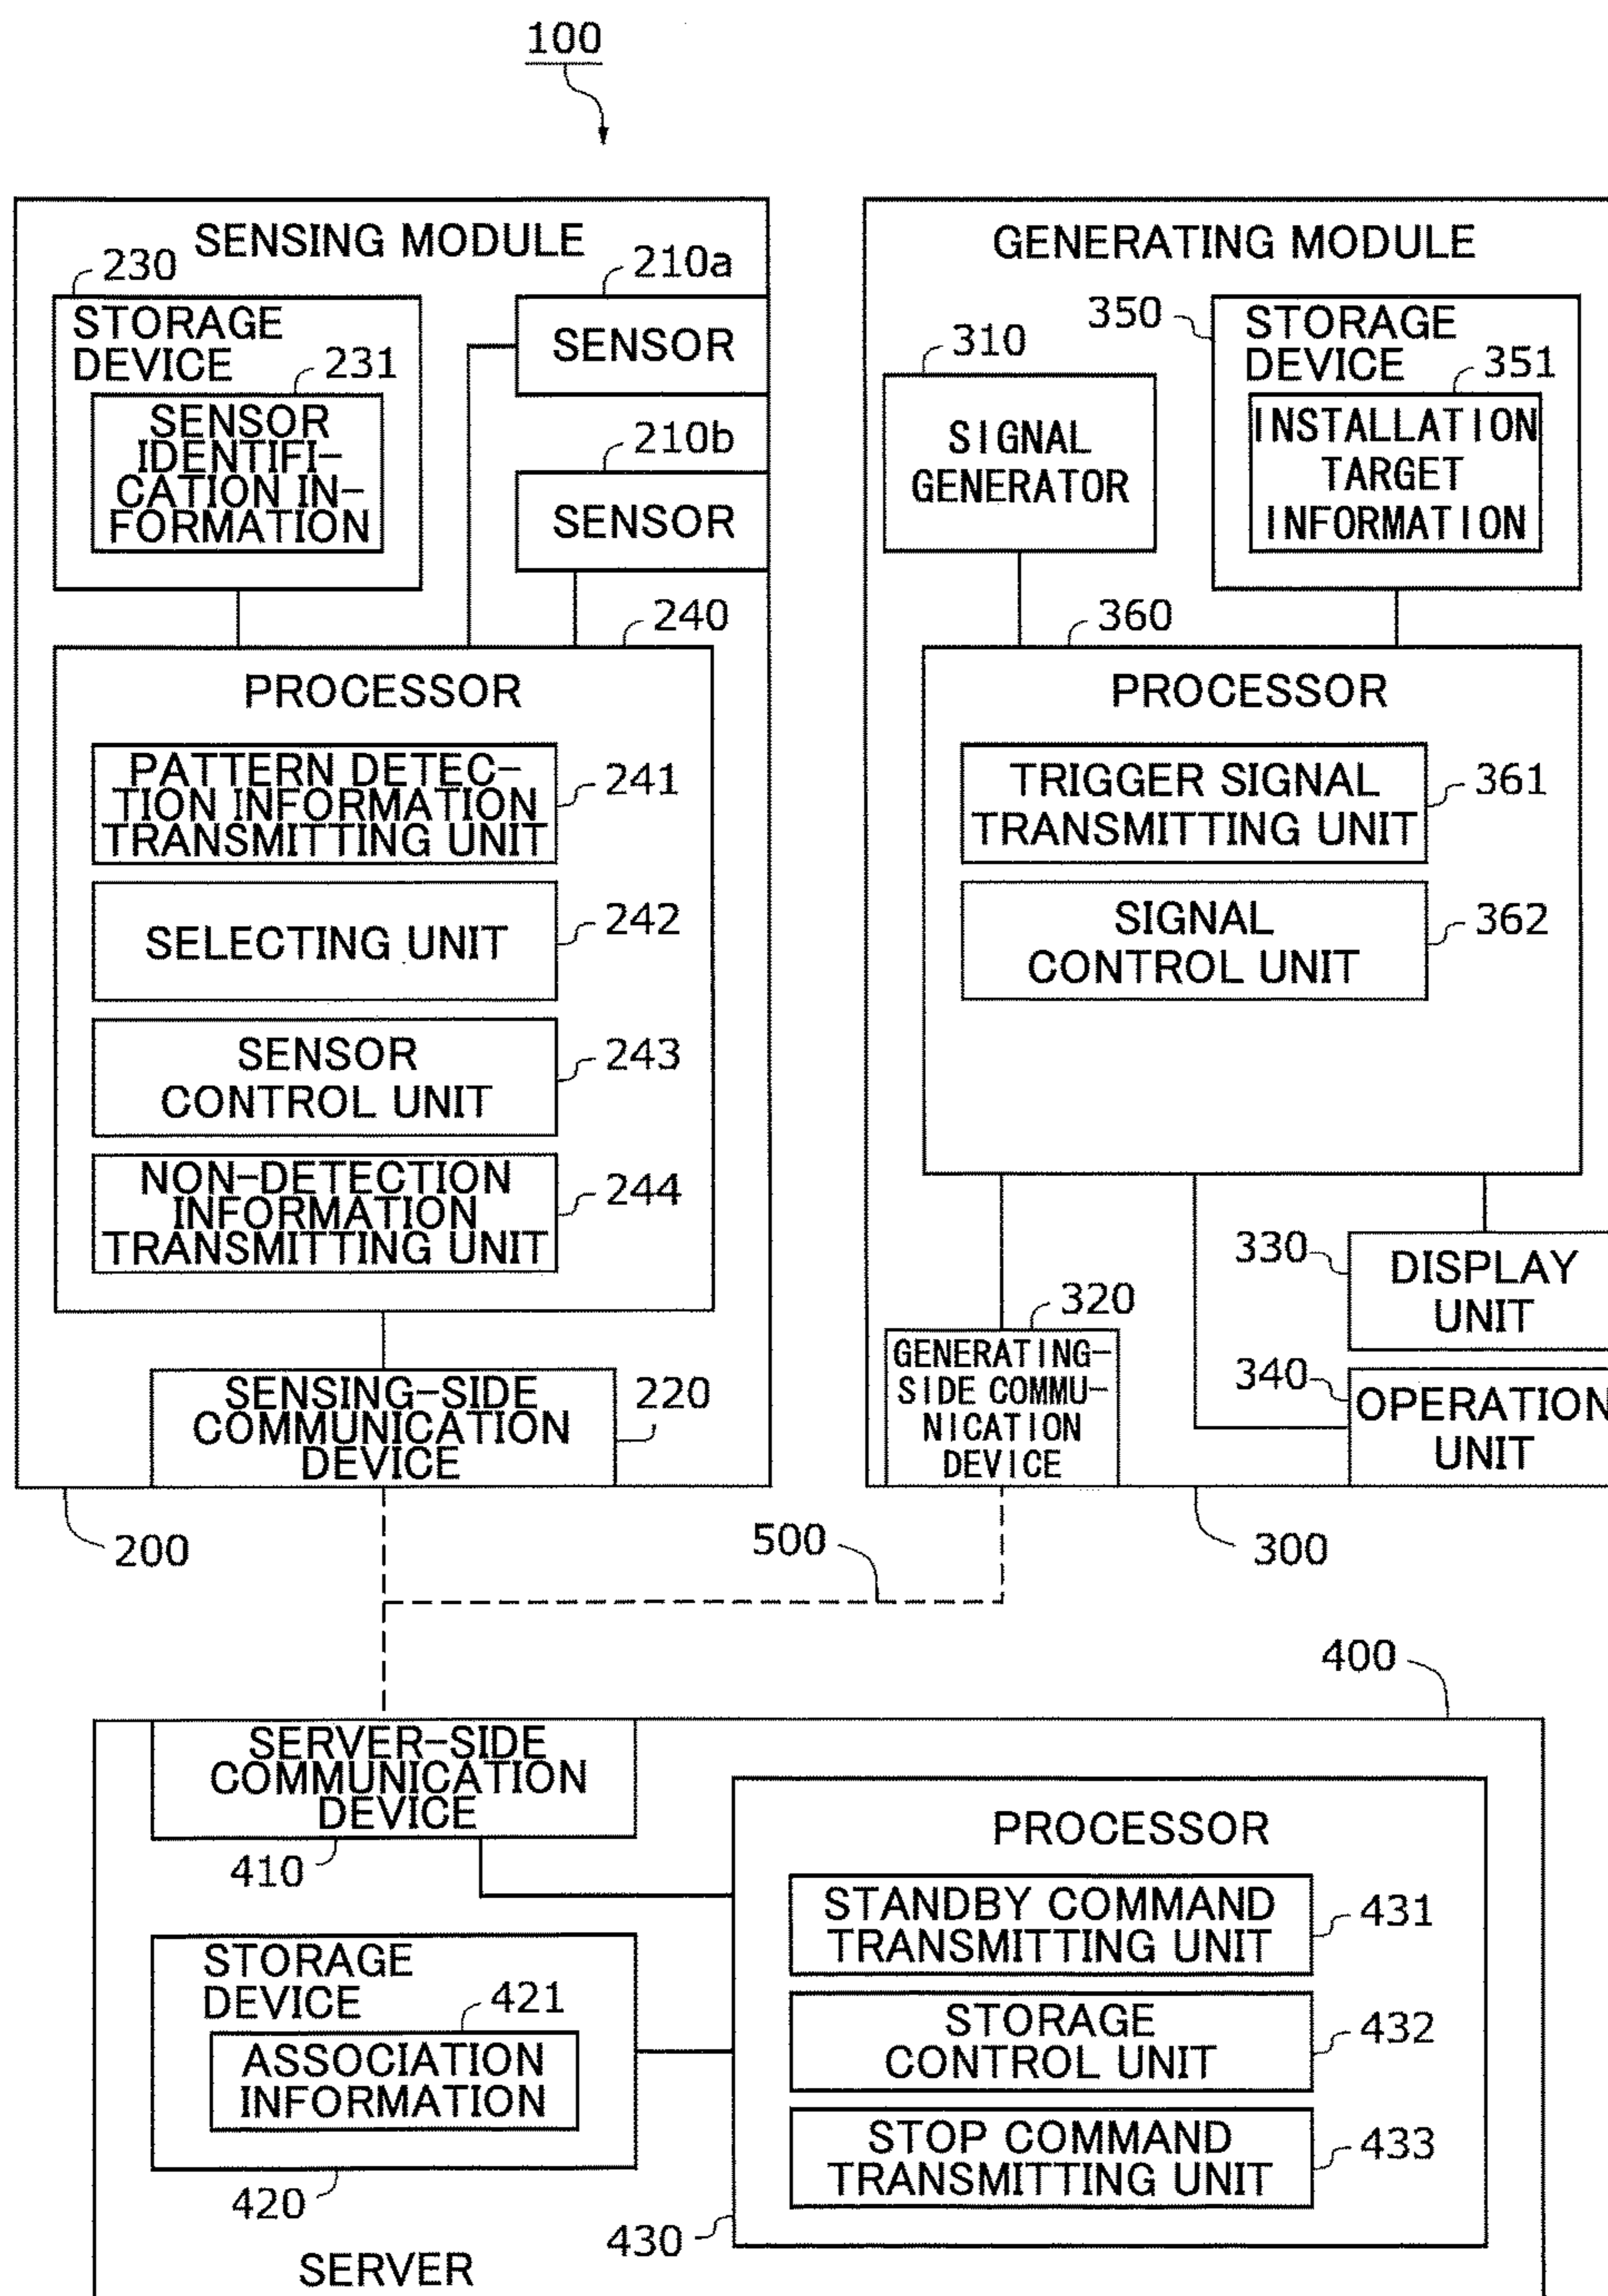 100
SENSING MODULE
230
STORAGE
DEVICE
231
SENSOR
IDENTIFI-
CATION IN-
FORMATION
210a
SENSOR
210b
SENSOR
240
PROCESSOR
PATTERN DETEC-
TION INFORMATION
TRANSMITTING UNIT
241
SELECTING UNIT
242
SENSOR
CONTROL UNIT
243
NON-DETECTION
INFORMATION
TRANSMITTING UNIT
244
SENSING-SIDE
COMMUNICATION
DEVICE
220
200
GENERATING MODULE
310
SIGNAL
GENERATOR
350
STORAGE
DEVICE
351
INSTALLATION
TARGET
INFORMATION
360
PROCESSOR
TRIGGER SIGNAL
TRANSMITTING UNIT
361
SIGNAL
CONTROL UNIT
362
320
GENERATING-
SIDE COMMU-
NICATION
DEVICE
330
DISPLAY
UNIT
340
OPERATION
UNIT
300
500
400
SERVER-SIDE
COMMUNICATION
DEVICE
410
STORAGE
DEVICE
421
ASSOCIATION
INFORMATION
420
PROCESSOR
STANDBY COMMAND
TRANSMITTING UNIT
431
STORAGE
CONTROL UNIT
432
STOP COMMAND
TRANSMITTING UNIT
433
430
SERVER